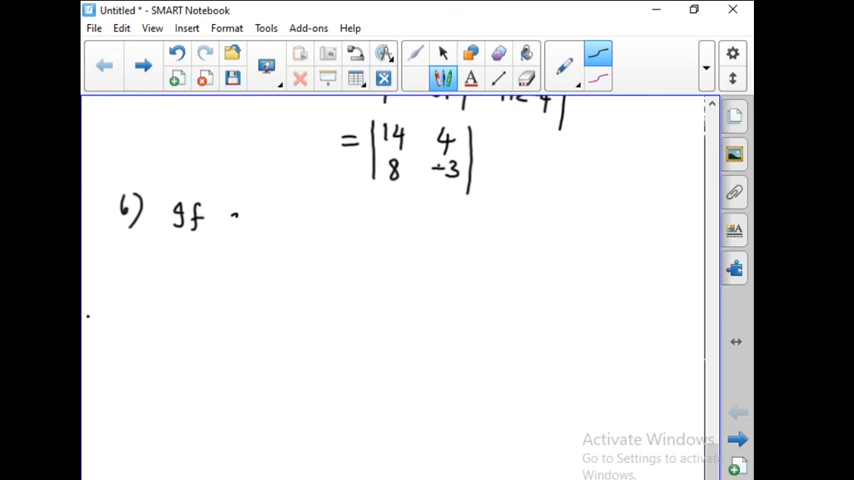 Untitled * - SMART Notebook
File Edit View Insert Format Tools Add-ons Help
= | 14 4 |
| 8 -3 |
6) If
Activate Windows
Go to Settings to activate
Windows.